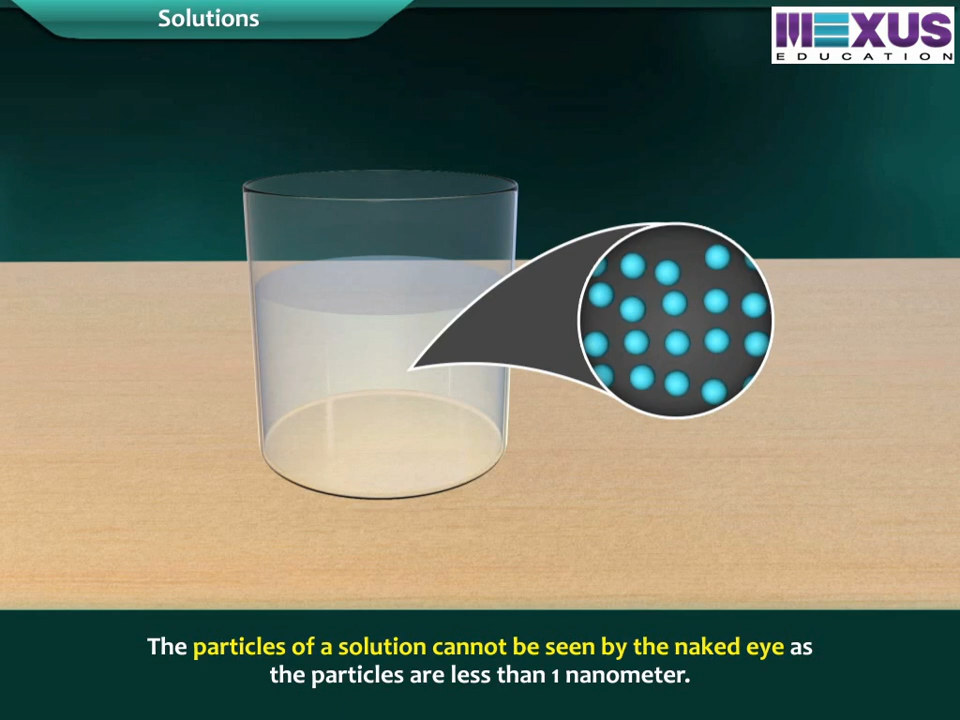 Solutions
MEXUS
EDUCATION
The particles of a solution cannot be seen by the naked eye as
the particles are less than 1 nanometer.